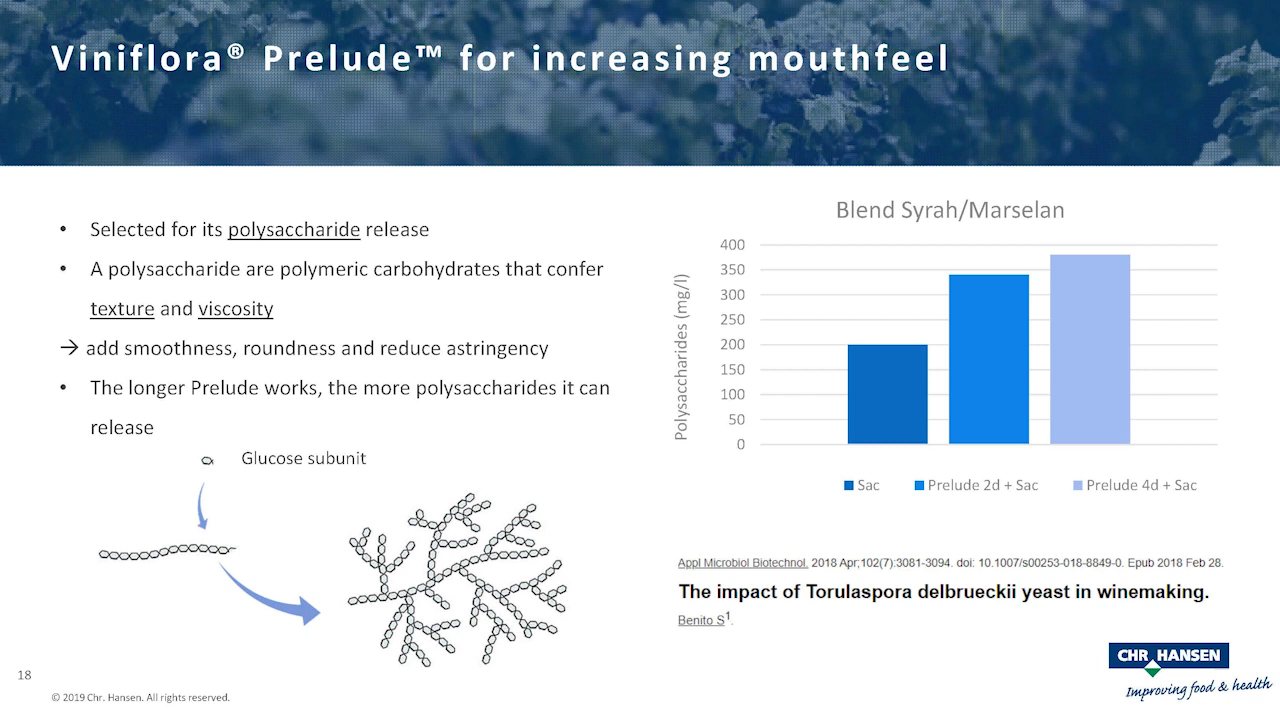 Viniflora® Prelude™ for increasing mouthfeel
• Selected for its polysaccharide release
• A polysaccharide are polymeric carbohydrates that confer
texture and viscosity
→ add smoothness, roundness and reduce astringency
• The longer Prelude works, the more polysaccharides it can
release
Glucose subunit
Blend Syrah/Marselan
Polysaccharides (mg/l)
400
350
300
250
200
150
100
50
0
Sac
Prelude 2d + Sac
Prelude 4d + Sac
Appl Microbiol Biotechnol. 2018 Apr;102(7):3081-3094. doi: 10.1007/s00253-018-8849-0. Epub 2018 Feb 28.
The impact of Torulaspora delbrueckii yeast in winemaking.
Benito S1.
CHR HANSEN
Improving food & health
18
© 2019 Chr. Hansen. All rights reserved.